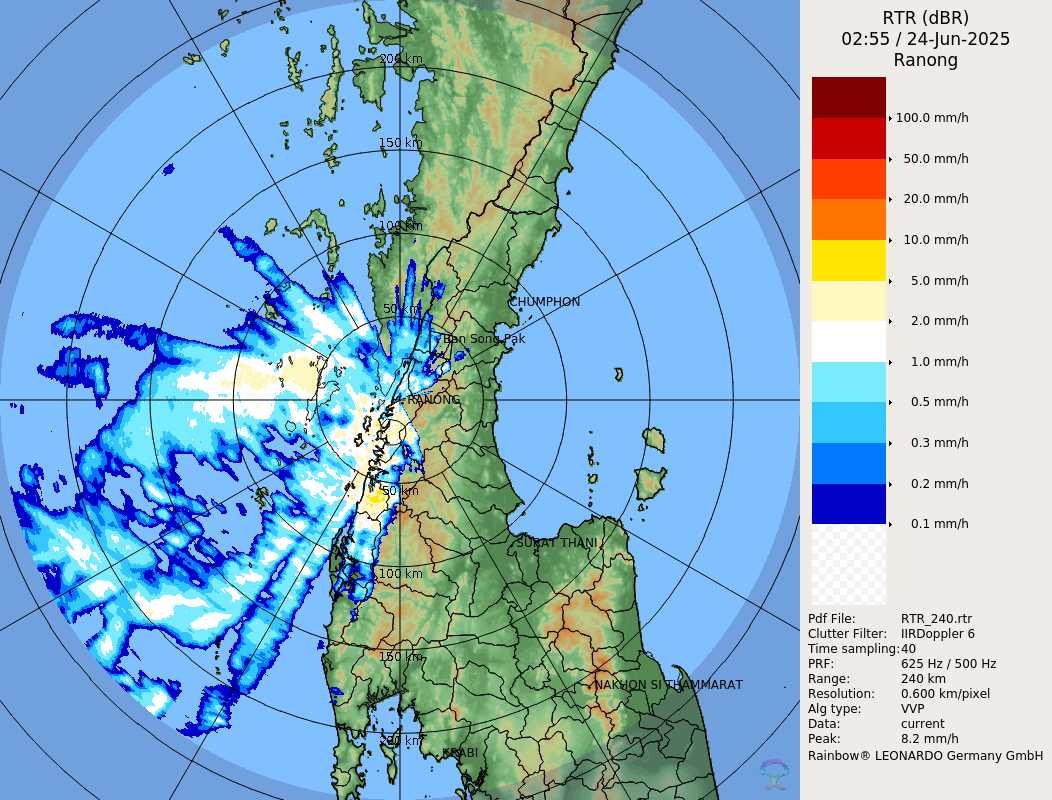 RTR (dBR)
02:55 / 24-Jun-2025
Ranong
100.0 mm/h
50.0 mm/h
20.0 mm/h
10.0 mm/h
5.0 mm/h
2.0 mm/h
1.0 mm/h
0.5 mm/h
0.3 mm/h
0.2 mm/h
0.1 mm/h
Pdf File: RTR_240.rtr
Clutter Filter: IIRDoppler 6
Time sampling:40
PRF: 625 Hz / 500 Hz
Range: 240 km
Resolution: 0.600 km/pixel
Alg type: VVP
Data: current
Peak: 8.2 mm/h
Rainbow® LEONARDO Germany GmbH
200 km
150 km
100 km
CHUMPHON
50 km
Ban Song Pak
RANONG
50 km
SURAT THANI
100 km
150 km
NAKHON SI THAMMARAT
200 km
KRABI